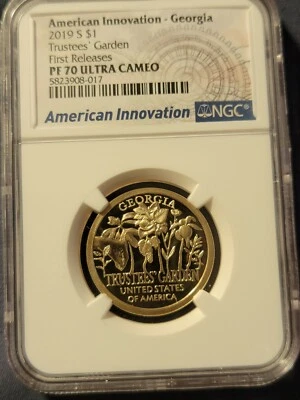 American Innovation - Georgia
2019 S $1
Trustees' Garden
First Releases
PF 70 ULTRA CAMEO
5823908-017
American Innovation NGC
GEORGIA
TRUSTEES' GARDEN
UNITED STATES
OF AMERICA